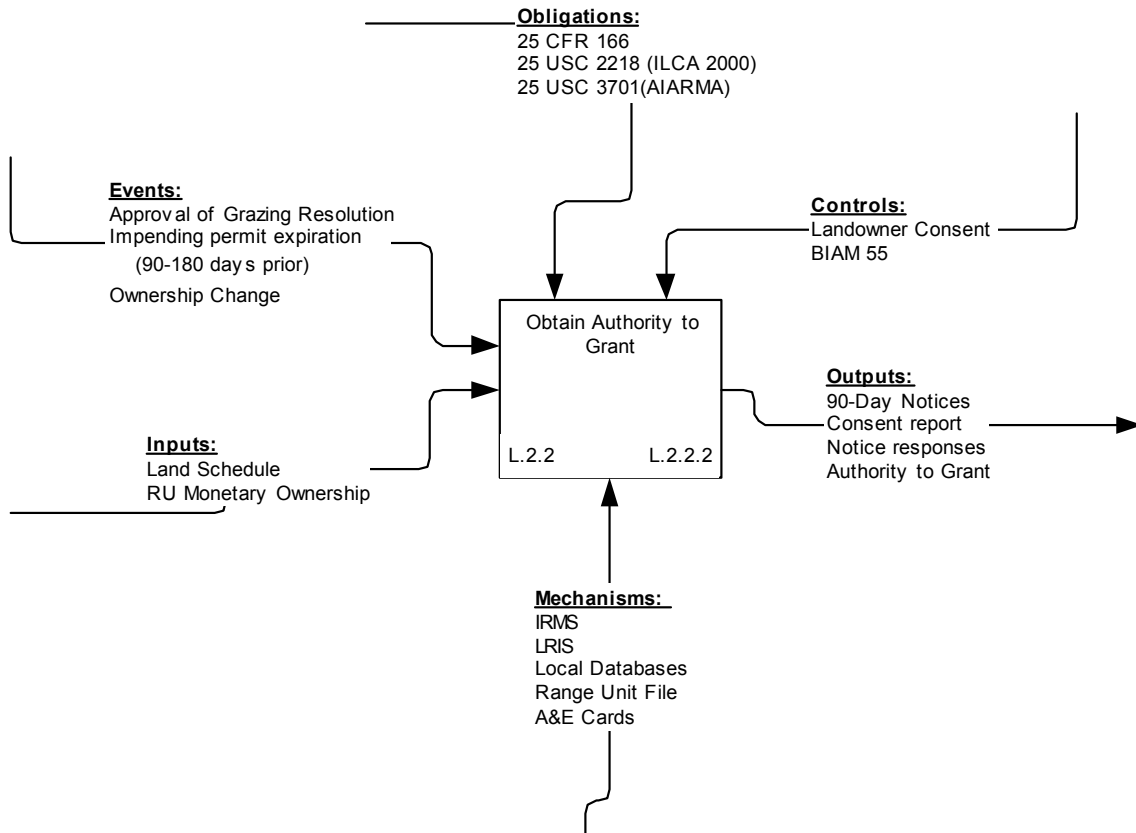 Obligations:
25 CFR 166
25 USC 2218 (ILCA 2000)
25 USC 3701(AIARMA)
Events:
Approval of Grazing Resolution
Impending permit expiration
(90-180 days prior)
Ownership Change
Controls:
Landowner Consent
BIAM 55
Obtain Authority to
Grant
L.2.2 L.2.2.2
Inputs:
Land Schedule
RU Monetary Ownership
Outputs:
90-Day Notices
Consent report
Notice responses
Authority to Grant
Mechanisms:
IRMS
LRIS
Local Databases
Range Unit File
A&E Cards